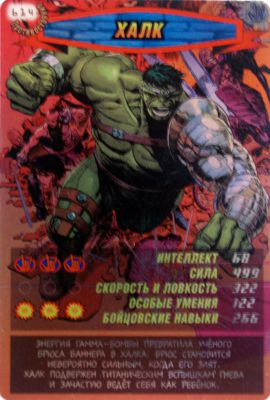 614
ХАЛК
ИНТЕЛЛЕКТ 68
СИЛА 499
СКОРОСТЬ И ЛОВКОСТЬ 322
ОСОБЫЕ УМЕНИЯ 122
БОЙЦОВСКИЕ НАВЫКИ 266
ЭНЕРГИЯ ГАММА-БОМБЫ ПРЕВРАТИЛА УЧЁНОГО
БРЮСА БАННЕРА В ХАЛКА. БРЮС СТАНОВИТСЯ
НЕВЕРОЯТНО СИЛЬНЫМ, КОГДА ЕГО ЗЛЯТ.
ХАЛК ПОДВЕРЖЕН ТИТАНИЧЕСКИМ ВСПЫШКАМ ГНЕВА
И ЗАЧАСТУЮ ВЕДЁТ СЕБЯ КАК РЕБЁНОК.